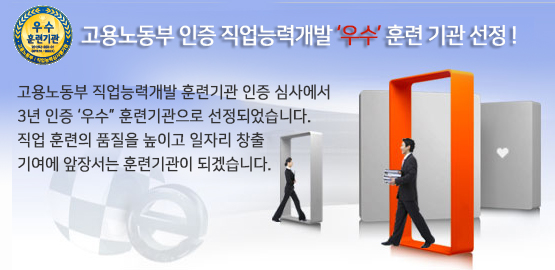 우수
훈련기관
고용노동부 인증 직업능력개발 '우수' 훈련 기관 선정 !
고용노동부 직업능력개발 훈련기관 인증 심사에서
3년 인증 ‘우수” 훈련기관으로 선정되었습니다.
직업 훈련의 품질을 높이고 일자리 창출
기여에 앞장서는 훈련기관이 되겠습니다.